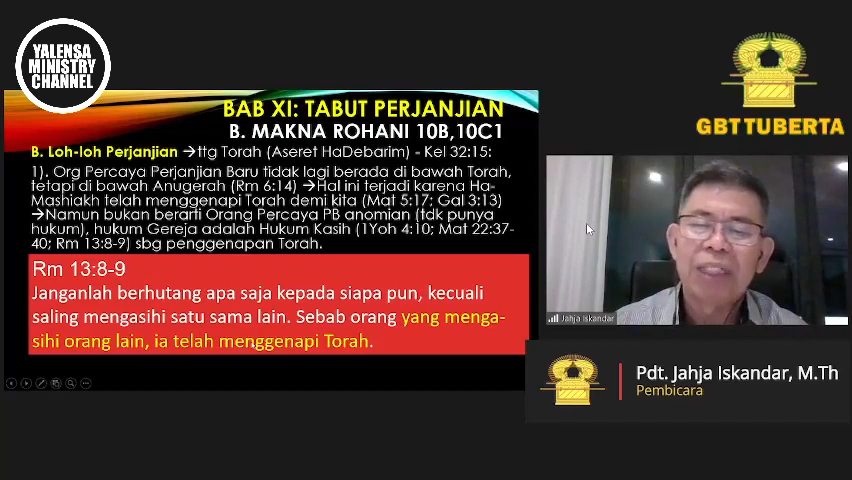 YALENSA
MINISTRY
CHANNEL
BAB XI: TABUT PERJANJIAN
B. MAKNA ROHANI 10B,10C1
B. Loh-loh Perjanjian →ttg Torah (Aseret HaDebarim) - Kel 32:15:
1). Org Percaya Perjanjian Baru tidak lagi berada di bawah Torah,
tetapi di bawah Anugerah (Rm 6:14) →Hal ini terjadi karena Ha-
Mashiakh telah menggenapi Torah demi kita (Mat 5:17; Gal 3:13)
→Namun bukan berarti Orang Percaya PB anomian (tdk punya
hukum), hukum Gereja adalah Hukum Kasih (1Yoh 4:10; Mat 22:37-
40; Rm 13:8-9) sbg penggenapan Torah.
Rm 13:8-9
Janganlah berhutang apa saja kepada siapa pun, kecuali
saling mengasihi satu sama lain. Sebab orang yang menga-
sihi orang lain, ia telah menggenapi Torah.
GBT TUBERTA
Jahja Iskandar
Pdt. Jahja Iskandar, M.Th
Pembicara